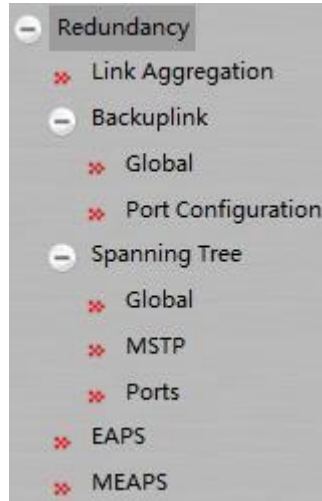 Redundancy
Link Aggregation
Backuplink
Global
Port Configuration
Spanning Tree
Global
MSTP
Ports
EAPS
MEAPS